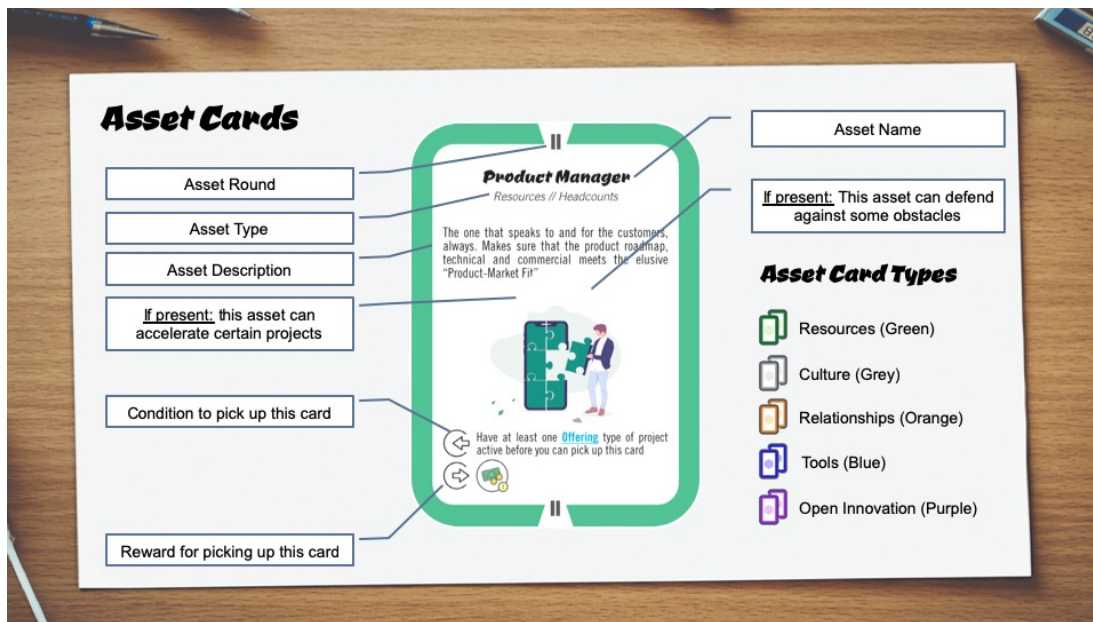 Asset Cards
Asset Round
Asset Type
Asset Description
If present: this asset can
accelerate certain projects
Condition to pick up this card
Reward for picking up this card
II
Product Manager
Resources // Headcounts
The one that speaks to and for the customers,
always. Makes sure that the product roadmap,
technical and commercial meets the elusive
“Product-Market Fit”
Have at least one Offering type of project
active before you can pick up this card
II
Asset Name
If present: This asset can defend
against some obstacles
Asset Card Types
Resources (Green)
Culture (Grey)
Relationships (Orange)
Tools (Blue)
Open Innovation (Purple)